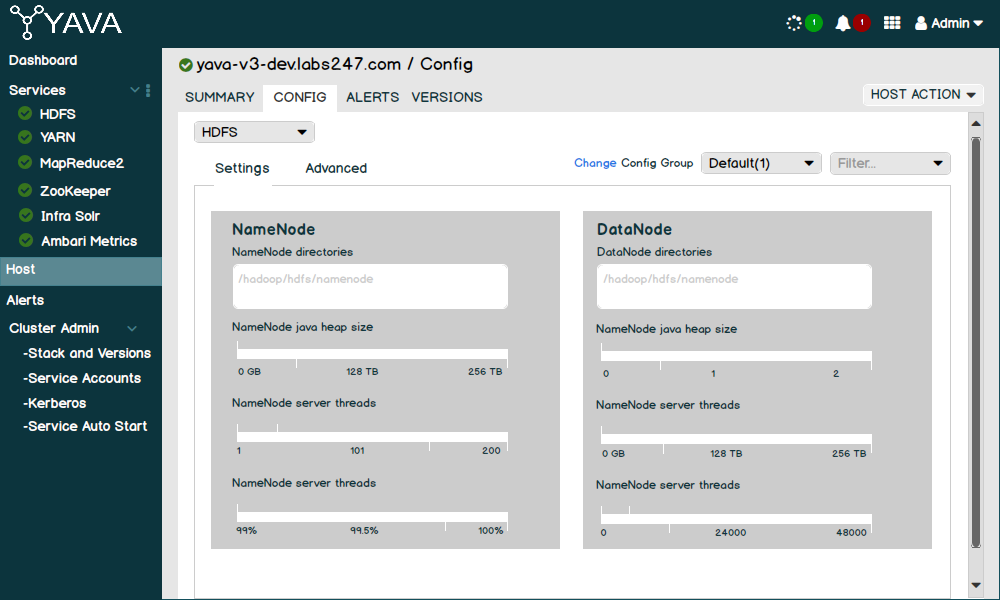 YAVA
1
1
Admin
Dashboard
Services
HDFS
YARN
MapReduce2
ZooKeeper
Infra Solr
Ambari Metrics
Host
Alerts
Cluster Admin
-Stack and Versions
-Service Accounts
-Kerberos
-Service Auto Start
yava-v3-dev.labs247.com / Config
SUMMARY CONFIG ALERTS VERSIONS
HOST ACTION
HDFS
Settings Advanced
Change Config Group Default(1) Filter...
NameNode
NameNode directories
/hadoop/hdfs/namenode
NameNode java heap size
0 GB 128 TB 256 TB
NameNode server threads
1 101 200
NameNode server threads
99% 99.5% 100%
DataNode
DataNode directories
/hadoop/hdfs/namenode
NameNode java heap size
0 1 2
NameNode server threads
0 GB 128 TB 256 TB
NameNode server threads
0 24000 48000